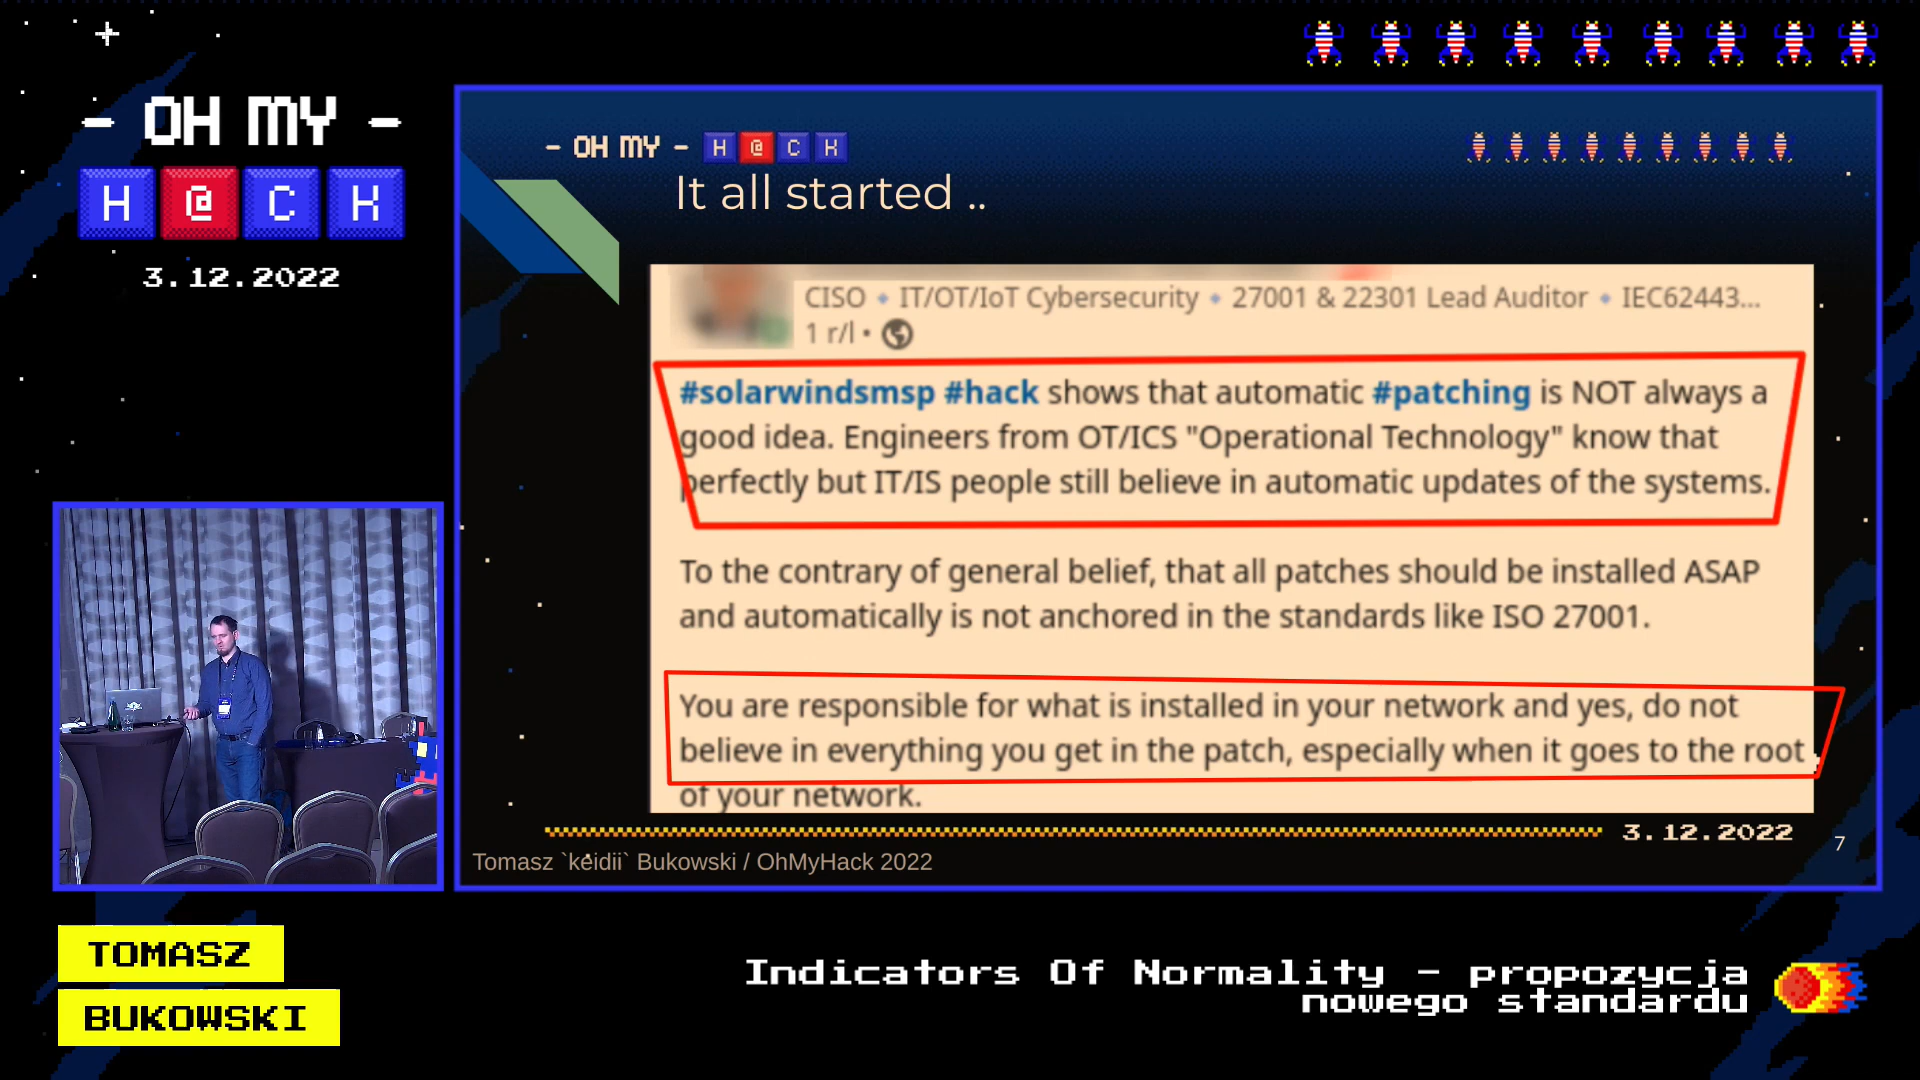 - OH MY -
H@CK
3.12.2022
- OH MY - H@CK
It all started ..
CISO • IT/OT/IoT Cybersecurity • 27001 & 22301 Lead Auditor • IEC62443...
1 r/l •
#solarwindsmsp #hack shows that automatic #patching is NOT always a
good idea. Engineers from OT/ICS "Operational Technology" know that
perfectly but IT/IS people still believe in automatic updates of the systems.
To the contrary of general belief, that all patches should be installed ASAP
and automatically is not anchored in the standards like ISO 27001.
You are responsible for what is installed in your network and yes, do not
believe in everything you get in the patch, especially when it goes to the root
of your network.
3.12.2022
7
Tomasz `keidii` Bukowski / OhMyHack 2022
TOMASZ
BUKOWSKI
Indicators Of Normality - propozycja
nowego standardu